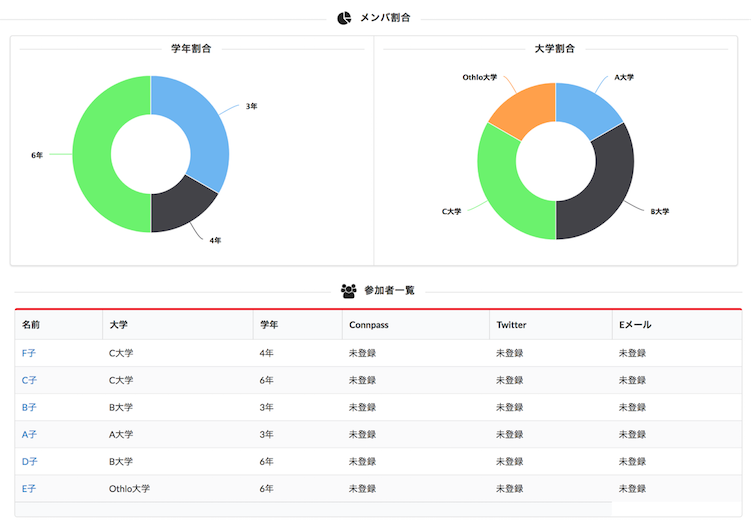 メンバ割合
学年割合
3年
6年
4年
大学割合
Othlo大学
A大学
C大学
B大学
参加者一覧
名前 大学 学年 Connpass Twitter Eメール
F子 C大学 4年 未登録 未登録 未登録
C子 C大学 6年 未登録 未登録 未登録
B子 B大学 3年 未登録 未登録 未登録
A子 A大学 3年 未登録 未登録 未登録
D子 B大学 6年 未登録 未登録 未登録
E子 Othlo大学 6年 未登録 未登録 未登録